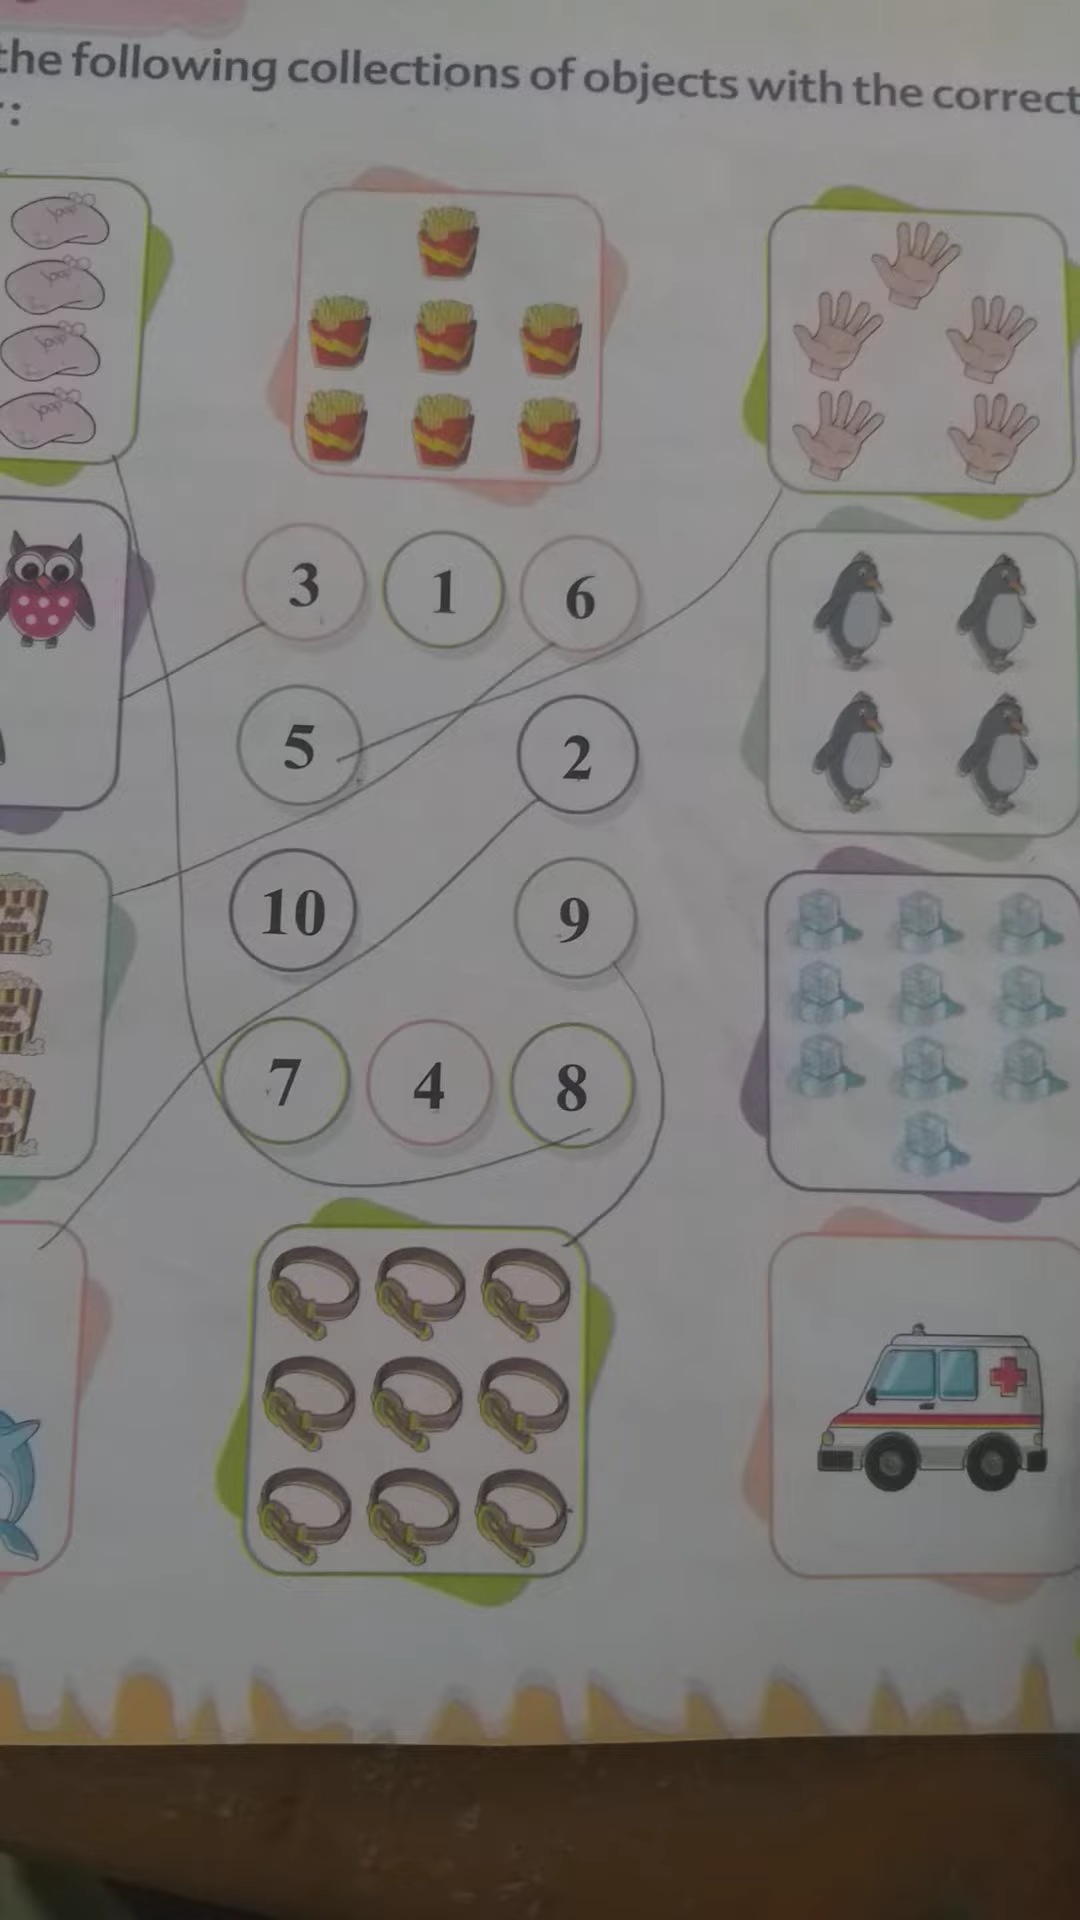 the following collections of objects with the correct
:
3 1 6
5 2
10 9
7 4 8